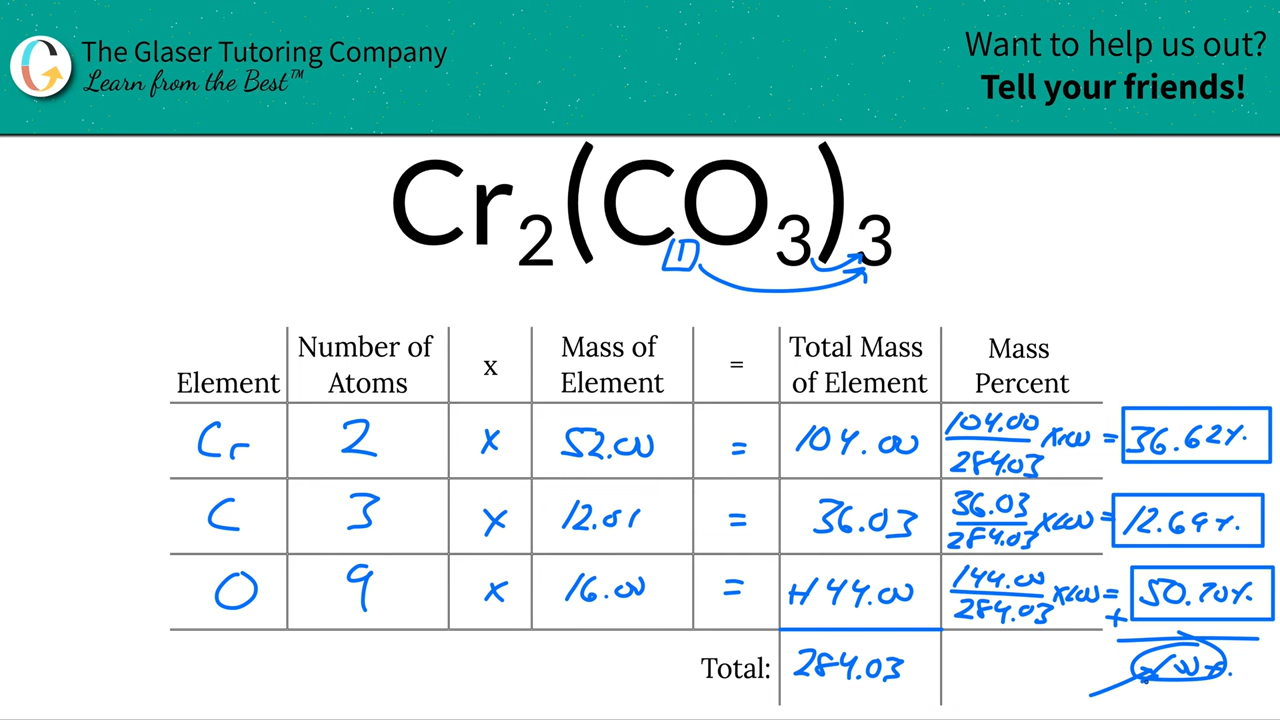 The Glaser Tutoring Company
Learn from the Best™
Want to help us out?
Tell your friends!
Cr₂(CO₃)₃
1
Element | Number of Atoms | x | Mass of Element | = | Total Mass of Element | Mass Percent
Cr | 2 | x | 52.00 | = | 104.00 | 104.00/284.03 x100 = 36.62%
C | 3 | x | 12.01 | = | 36.03 | 36.03/284.03 x100 = 12.69%
O | 9 | x | 16.00 | = | +144.00 | 144.00/284.03 x100 = 50.70%
+
Total: 284.03 | ≈100%